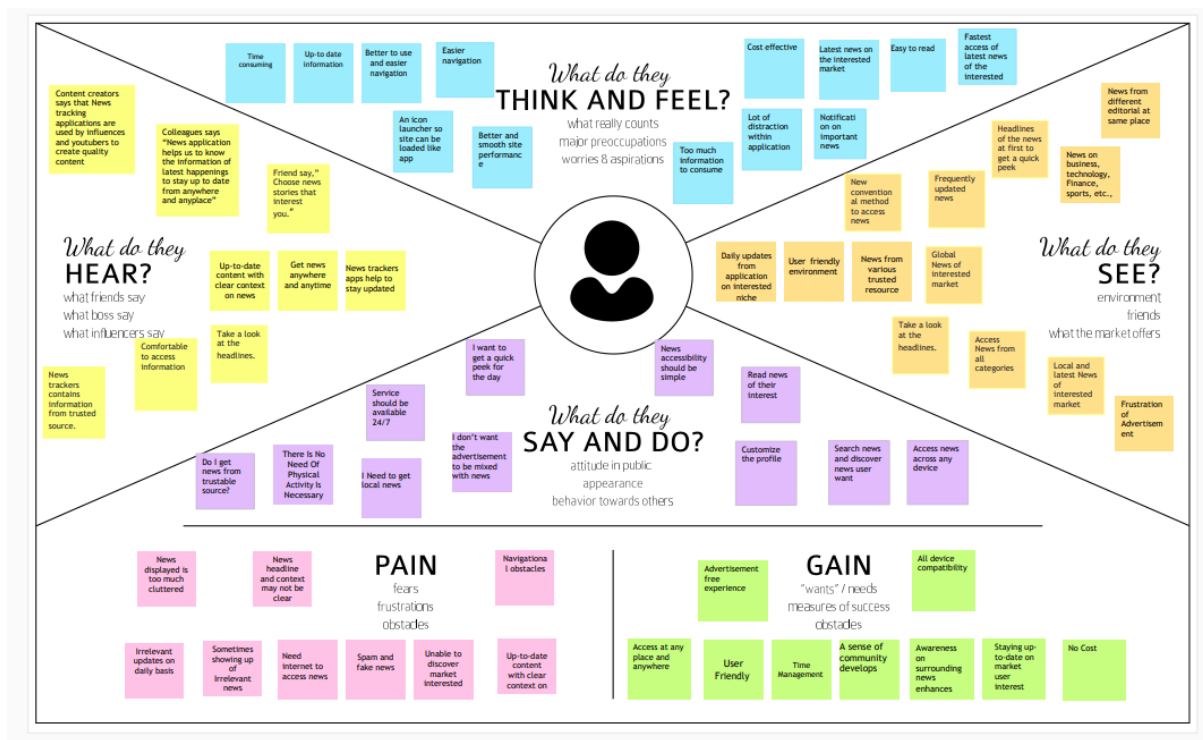 What do they
THINK AND FEEL?
what really counts
major preoccupations
worries & aspirations
Time
consuming
Up-to date
information
Better to use
and easier
navigation
Easier
navigation
An icon
launcher so
site can be
loaded like
app
Better and
smooth site
performanc
e
Cost effective
Latest news on
the interested
market
Easy to read
Fastest
access of
latest news
of the
interested
Lot of
distraction
within
application
Notificati
on on
important
news
Too much
information
to consume
What do they
HEAR?
what friends say
what boss say
what influencers say
Content creators
says that News
tracking
applications are
used by influences
and youtubers to
create quality
content
Colleagues says
"News application
helps us to know
the information of
latest happenings
to stay up to date
from anywhere
and anyplace"
Friend say,"
Choose news
stories that
interest
you."
Up-to-date
content with
clear context
on news
Get news
anywhere
and anytime
News trackers
apps help to
stay updated
Take a look
at the
headlines.
Comfortable
to access
information
News
trackers
contains
information
from trusted
source.
What do they
SEE?
environment
friends
what the market offers
News from
different
editorial at
same place
Headlines
of the news
at first to
get a quick
peek
News on
business,
technology,
Finance,
sports, etc.,
New
convention
al method
to access
news
Frequently
updated
news
Daily updates
from
application
on interested
niche
User friendly
environment
News from
various
trusted
resource
Global
News of
interested
market
Take a look
at the
headlines.
Access
News from
all
categories
Local and
latest News
of
interested
market
Frustration
of
Advertisem
ent
What do they
SAY AND DO?
attitude in public
appearance
behavior towards others
I want to
get a quick
peek for
the day
News
accessibility
should be
simple
Service
should be
available
24/7
Read news
of their
interest
Do I get
news from
trustable
source?
There Is No
Need Of
Physical
Activity Is
Necessary
I Need to get
local news
I don't want
the
advertisement
to be mixed
with news
Customize
the profile
Search news
and discover
news user
want
Access news
across any
device
PAIN
fears
frustrations
obstacles
News
displayed is
too much
cluttered
News
headline
and context
may not be
clear
Navigationa
l obstacles
Irrelevant
updates on
daily basis
Sometimes
showing up of
Irrelevant
news
Need
internet to
access news
Spam and
fake news
Unable to
discover
market
interested
Up-to-date
content
with clear
context on
GAIN
"wants" / needs
measures of success
obstacles
Advertisement
free
experience
All device
compatibility
Access at any
place and
anywhere
User
Friendly
Time
Management
A sense of
community
develops
Awareness
on
surrounding
news
enhances
Staying up-
to-date on
market
user
interest
No Cost